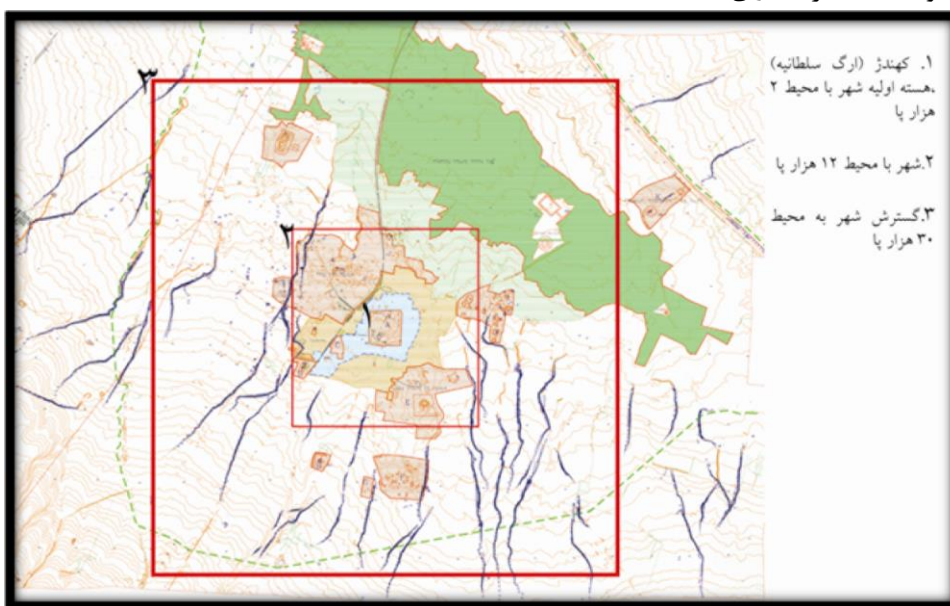 ۱. کهندژ (ارگ سلطانیه)
،هسته اولیه شهر با محیط ۲
هزار پا
۲.شهر با محیط ۱۲ هزار پا
۳.گسترش شهر به محیط
۳۰ هزار پا
۳
۲
۱